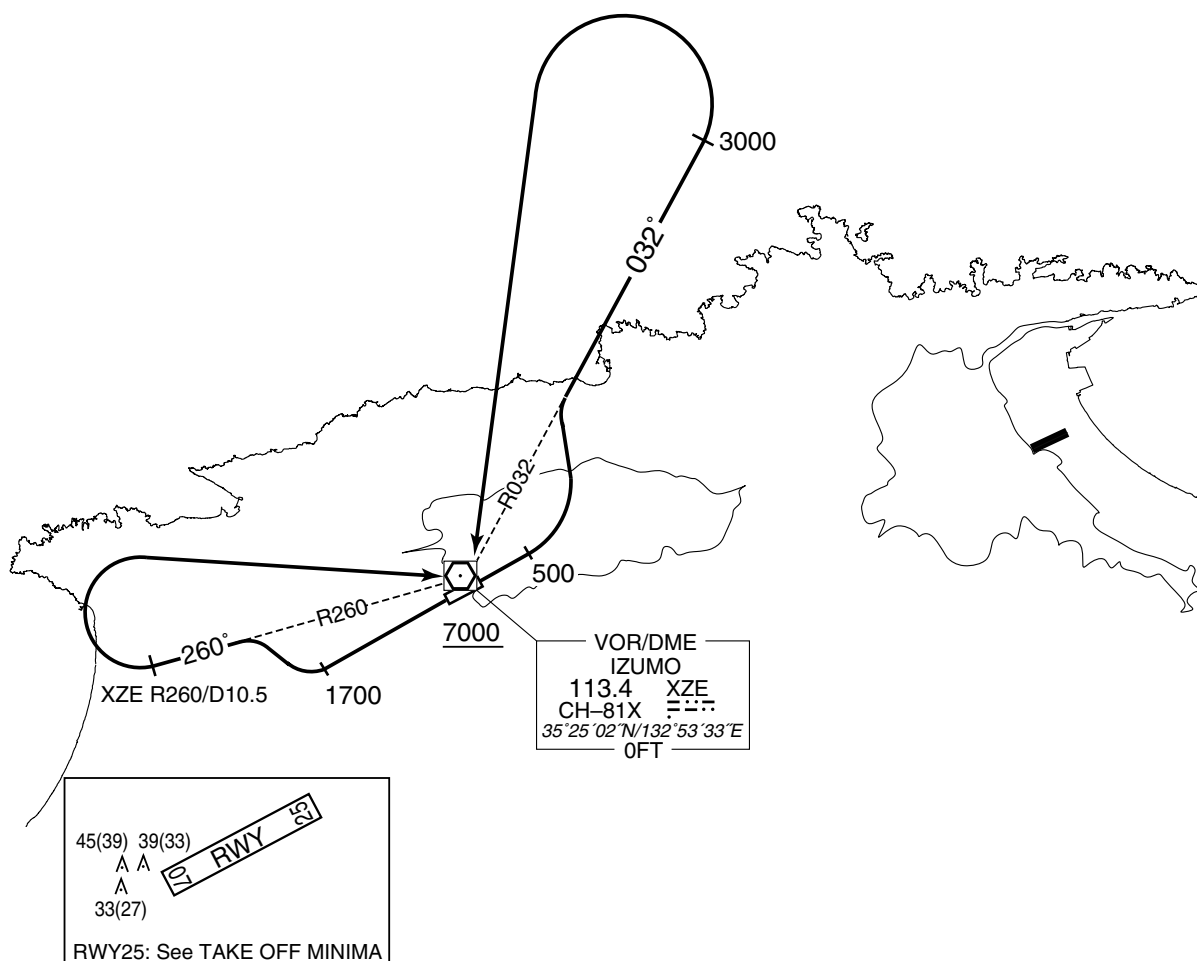 3000
032°
R032
500
R260
260°
7000
XZE R260/D10.5
1700
VOR/DME
IZUMO
113.4 XZE
CH–81X
35°25´02˝N/132°53´33˝E
0FT
45(39) 39(33)
33(27)
07 RWY 25
RWY25: See TAKE OFF MINIMA